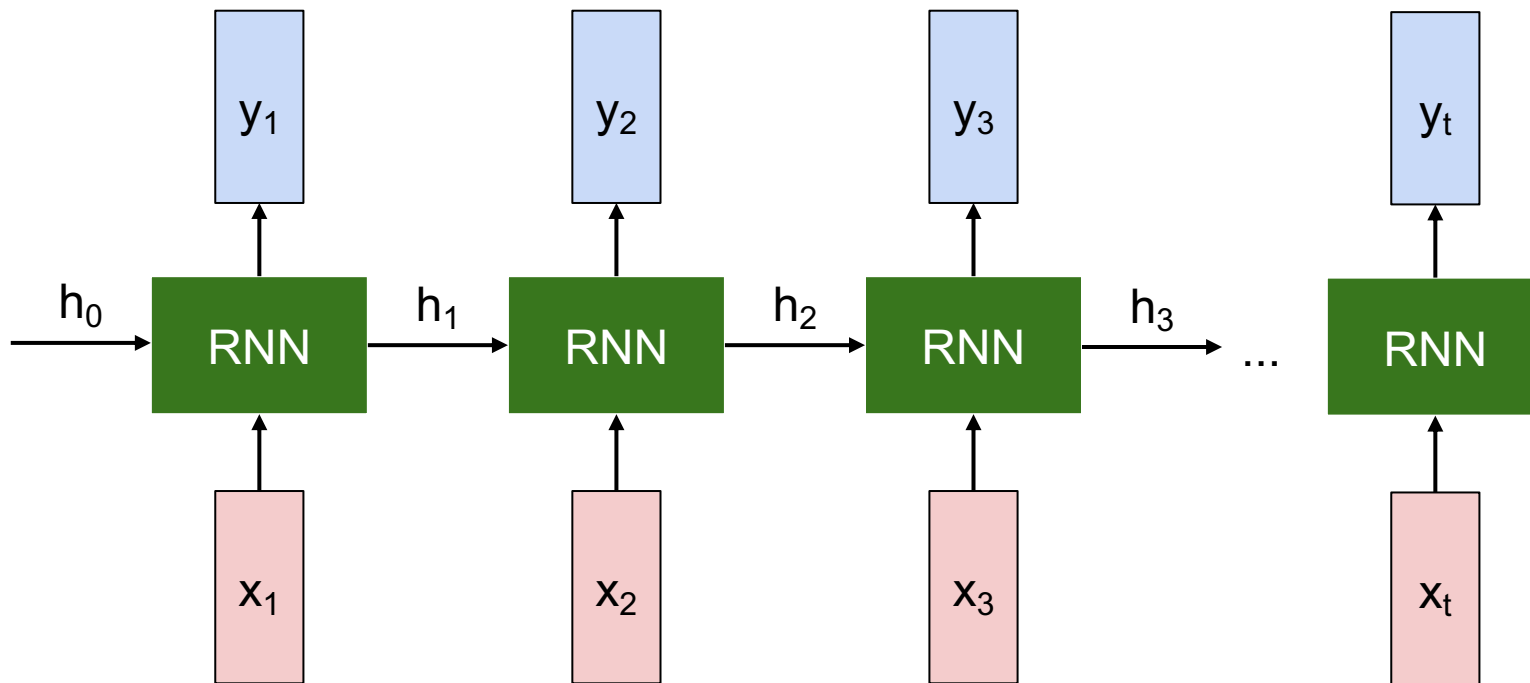 y₁ y₂ y₃ yₜ
h₀ h₁ h₂ h₃
RNN RNN RNN ... RNN
x₁ x₂ x₃ xₜ